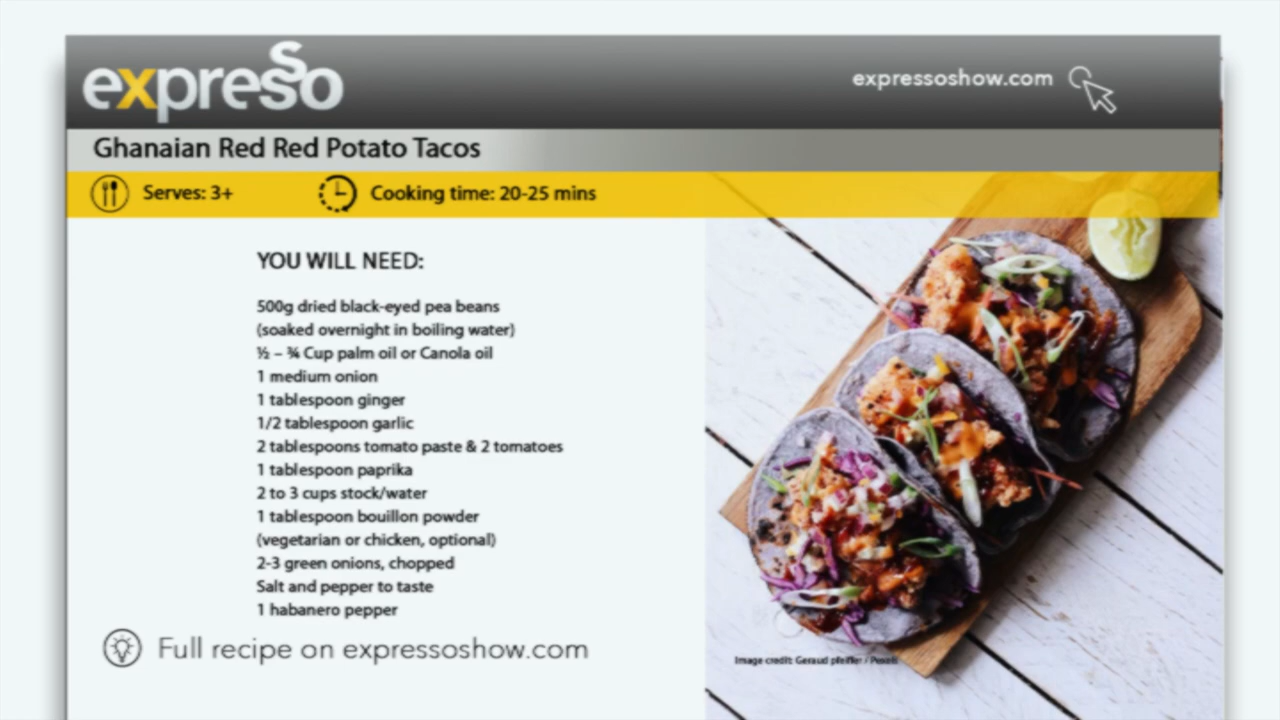 expresso
expressoshow.com
Ghanaian Red Red Potato Tacos
Serves: 3+
Cooking time: 20-25 mins
YOU WILL NEED:
500g dried black-eyed pea beans
(soaked overnight in boiling water)
½ – ¾ Cup palm oil or Canola oil
1 medium onion
1 tablespoon ginger
1/2 tablespoon garlic
2 tablespoons tomato paste & 2 tomatoes
1 tablespoon paprika
2 to 3 cups stock/water
1 tablespoon bouillon powder
(vegetarian or chicken, optional)
2-3 green onions, chopped
Salt and pepper to taste
1 habanero pepper
Full recipe on expressoshow.com
Image credit: Geraud pfeiffer / Pexels